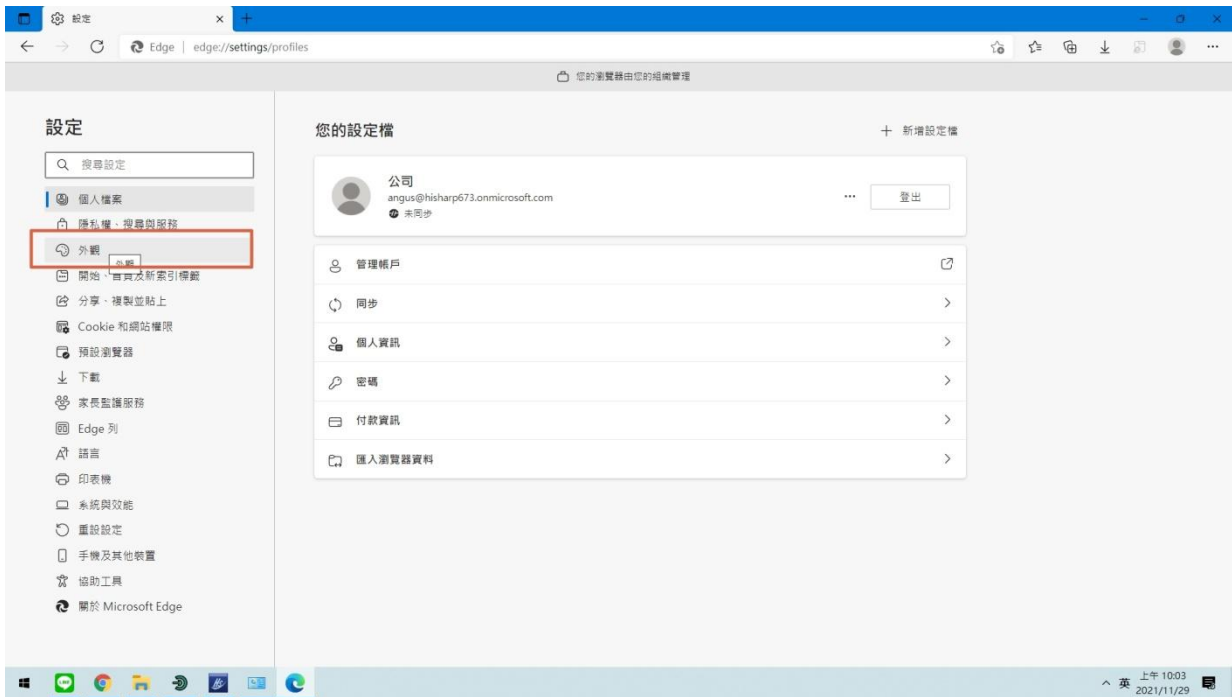 設定
Edge | edge://settings/profiles
您的瀏覽器由您的組織管理
設定
搜尋設定
個人檔案
隱私權、搜尋與服務
外觀
外觀
開始、首頁及新索引標籤
分享、複製並貼上
Cookie 和網站權限
預設瀏覽器
下載
家長監護服務
Edge 列
語言
印表機
系統與效能
重設設定
手機及其他裝置
協助工具
關於 Microsoft Edge
您的設定檔
新增設定檔
公司
angus@hisharp673.onmicrosoft.com
未同步
登出
管理帳戶
同步
個人資訊
密碼
付款資訊
匯入瀏覽器資料
英
上午 10:03
2021/11/29